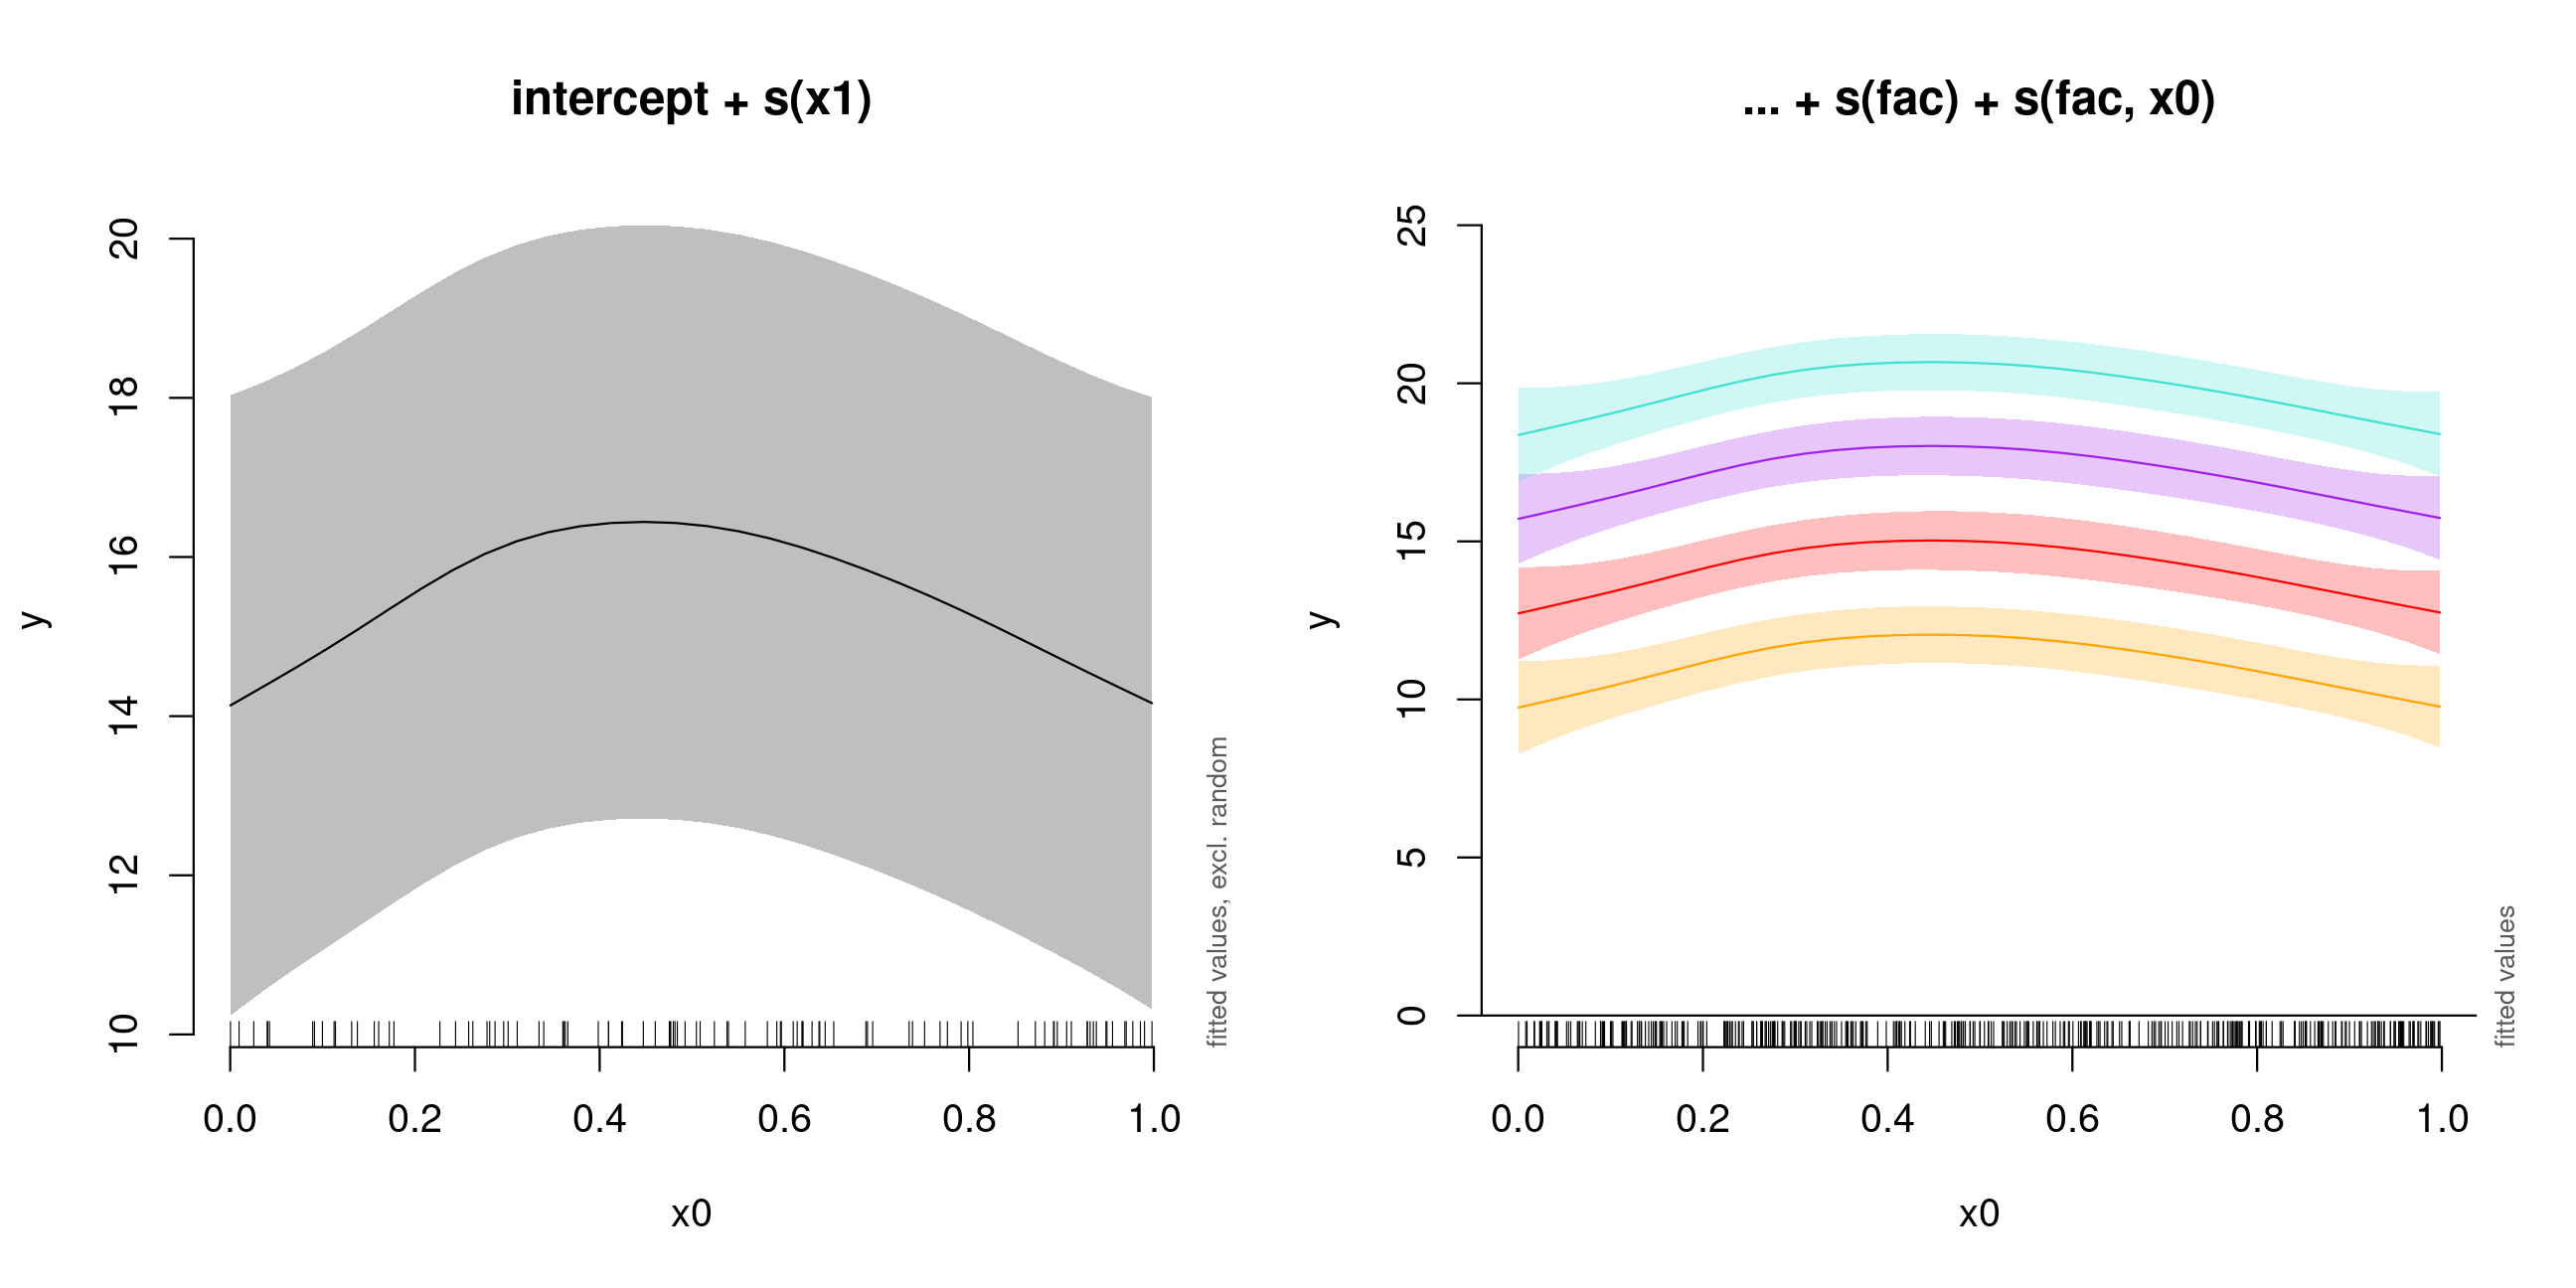 intercept + s(x1)
y
20
18
16
14
12
10
0.0 0.2 0.4 0.6 0.8 1.0
x0
fitted values, excl. random
... + s(fac) + s(fac, x0)
y
25
20
15
10
5
0
0.0 0.2 0.4 0.6 0.8 1.0
x0
fitted values